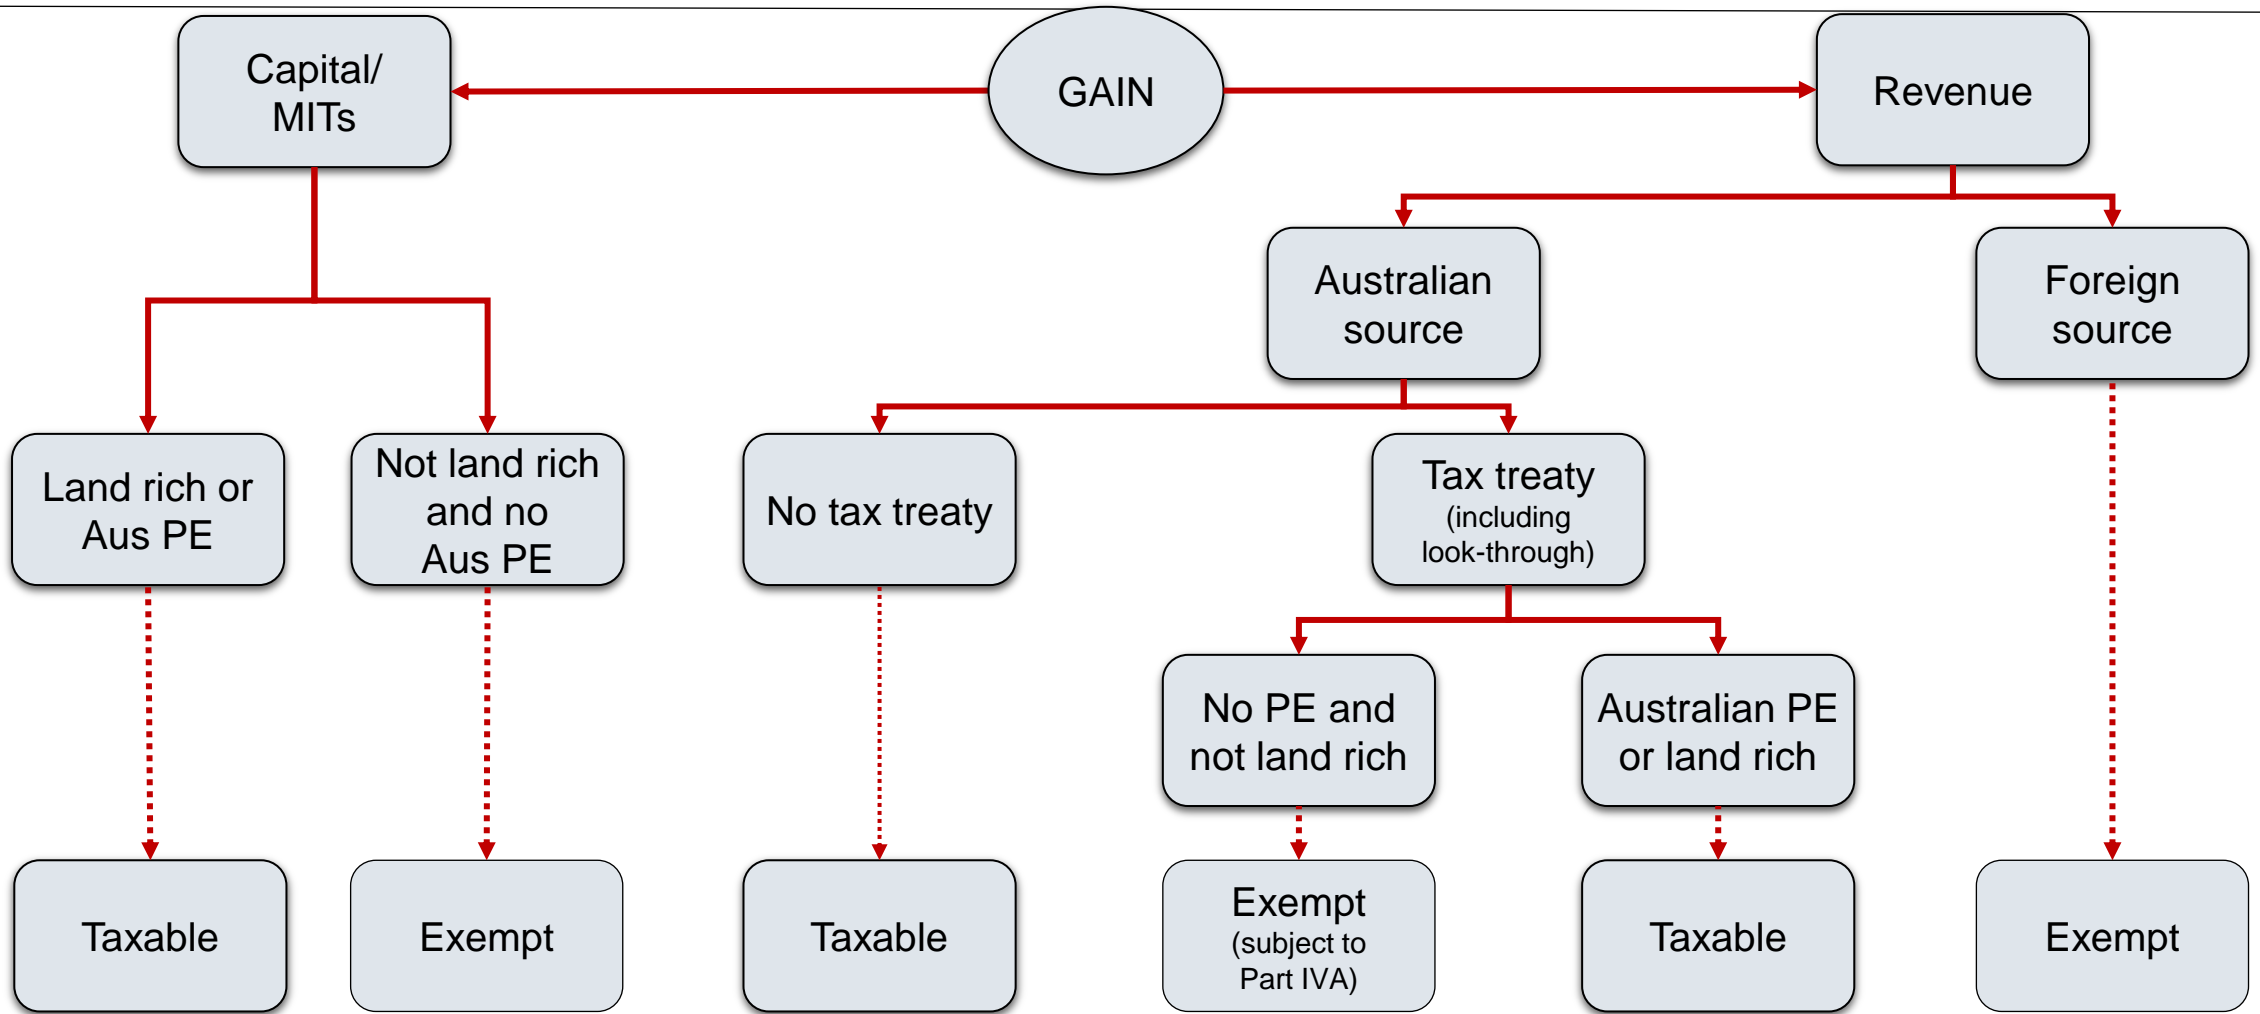 Capital/
MITs
GAIN
Revenue
Australian
source
Foreign
source
Land rich or
Aus PE
Not land rich
and no
Aus PE
No tax treaty
Tax treaty
(including
look-through)
No PE and
not land rich
Australian PE
or land rich
Taxable
Exempt
Taxable
Exempt
(subject to
Part IVA)
Taxable
Exempt